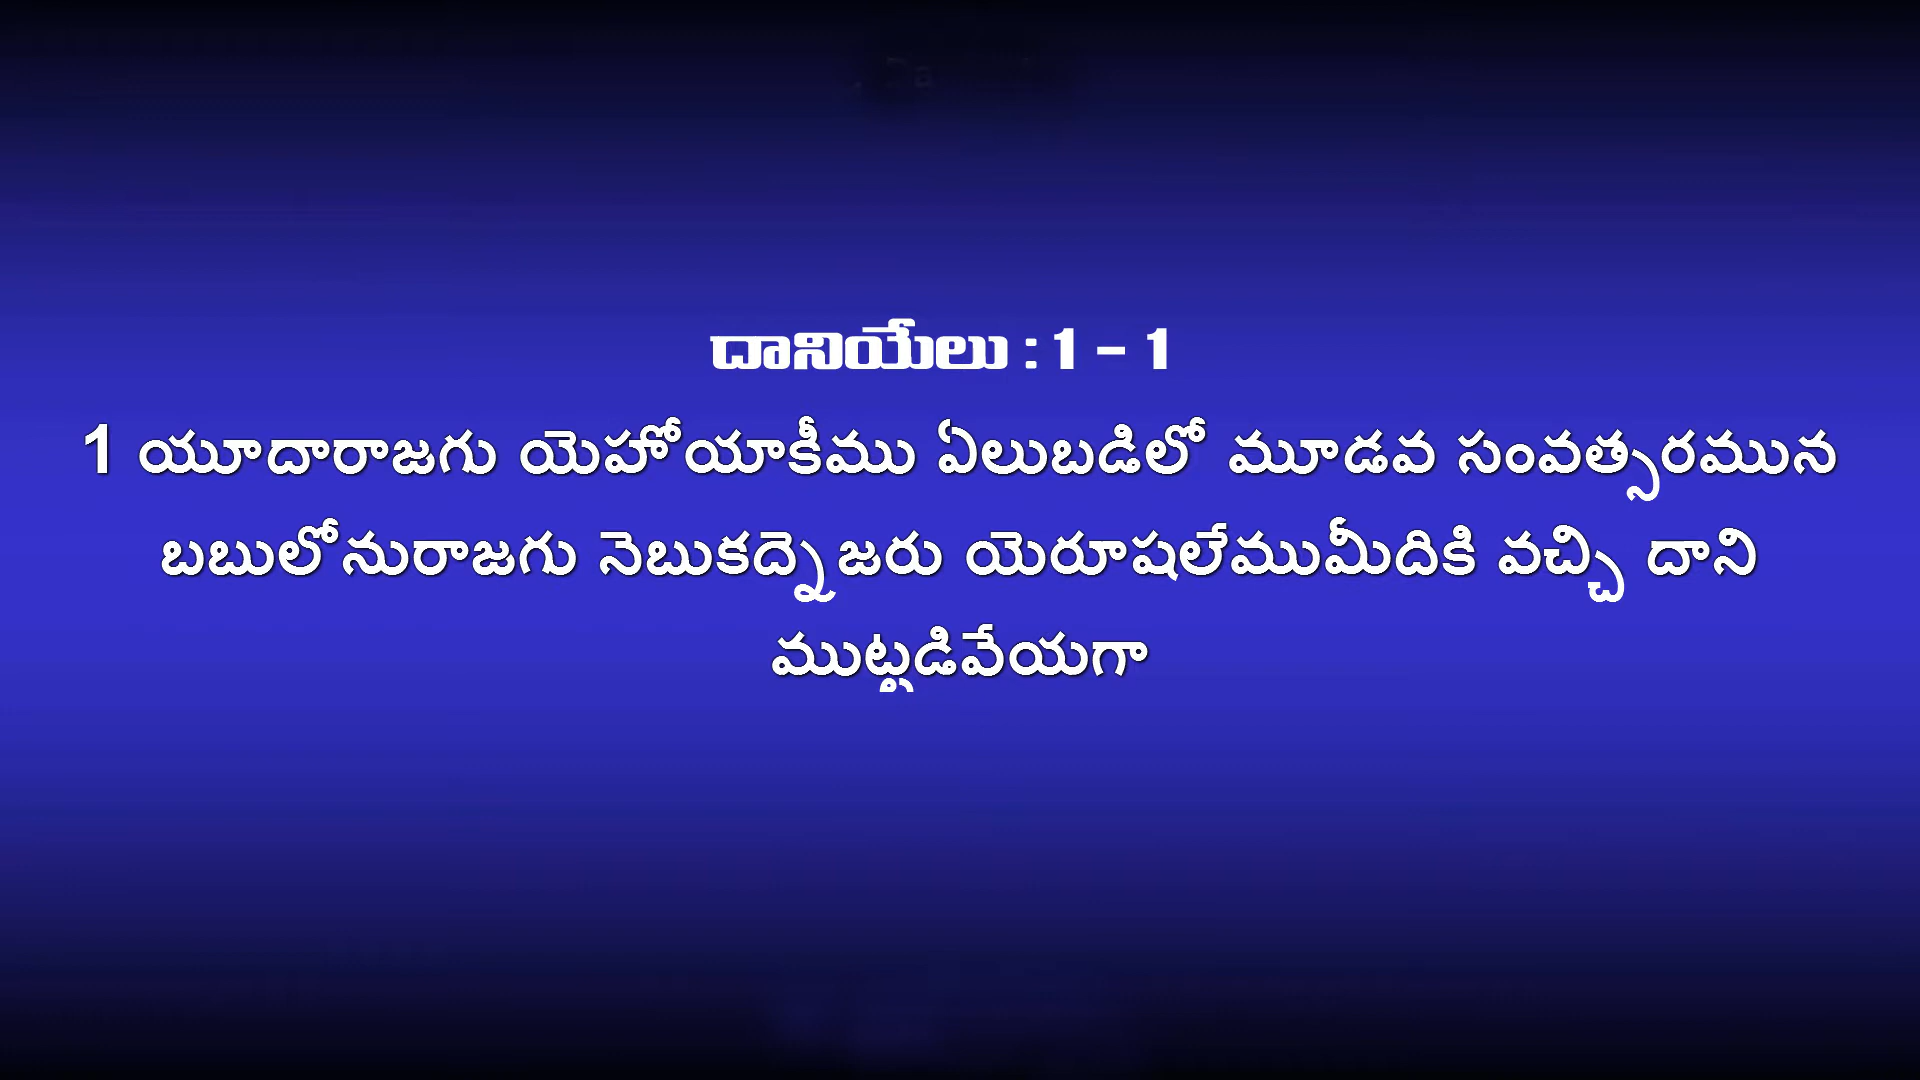 దానియేలు : 1 - 1
1 యూదారాజగు యెహోయాకీము ఏలుబడిలో మూడవ సంవత్సరమున
బబులోనురాజగు నెబుకద్నెజరు యెరూషలేముమీదికి వచ్చి దాని
ముట్టడివేయగా